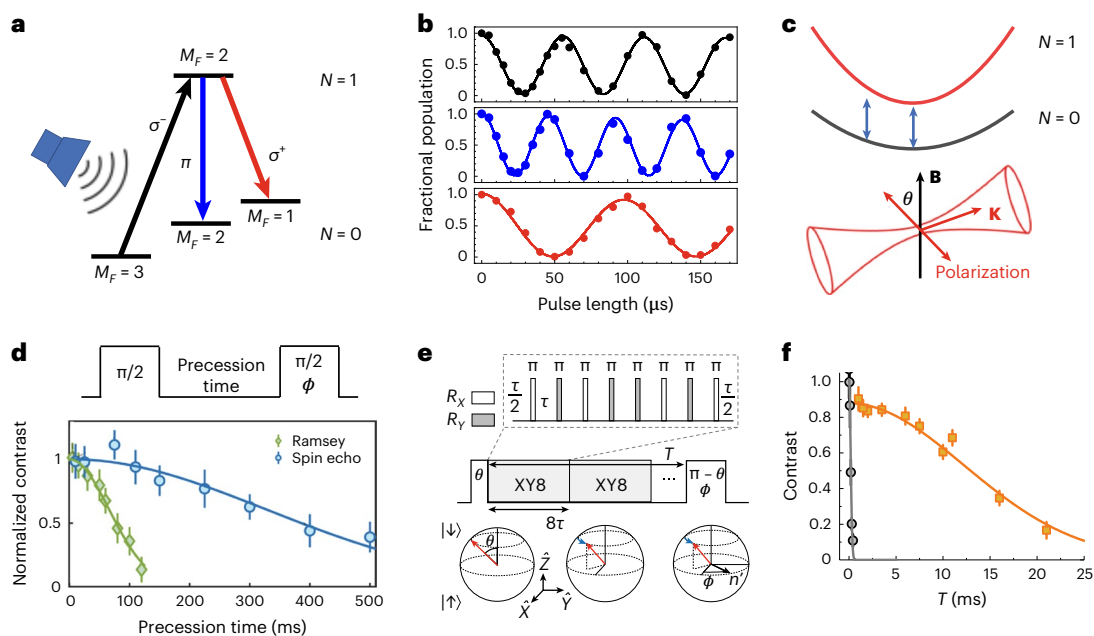 a
M_F = 2
N = 1
σ⁻
π
σ⁺
M_F = 1
M_F = 2
N = 0
M_F = 3
b
Fractional population
1.0
0.5
0
1.0
0.5
0
1.0
0.5
0
0 50 100 150
Pulse length (μs)
c
N = 1
N = 0
B
θ
K
Polarization
d
π/2
Precession
time
π/2
ϕ
Normalized contrast
1
0.5
0
Ramsey
Spin echo
0 100 200 300 400 500
Precession time (ms)
e
π π π π π π π π
R_X
R_Y
τ/2
τ
τ/2
T
θ
XY8
XY8
...
π – θ
ϕ
8τ
|↓⟩
θ
|↑⟩
Ẑ
X̂
Ŷ
ϕ
n′
f
Contrast
1.0
0.8
0.6
0.4
0.2
0
0 5 10 15 20 25
T (ms)